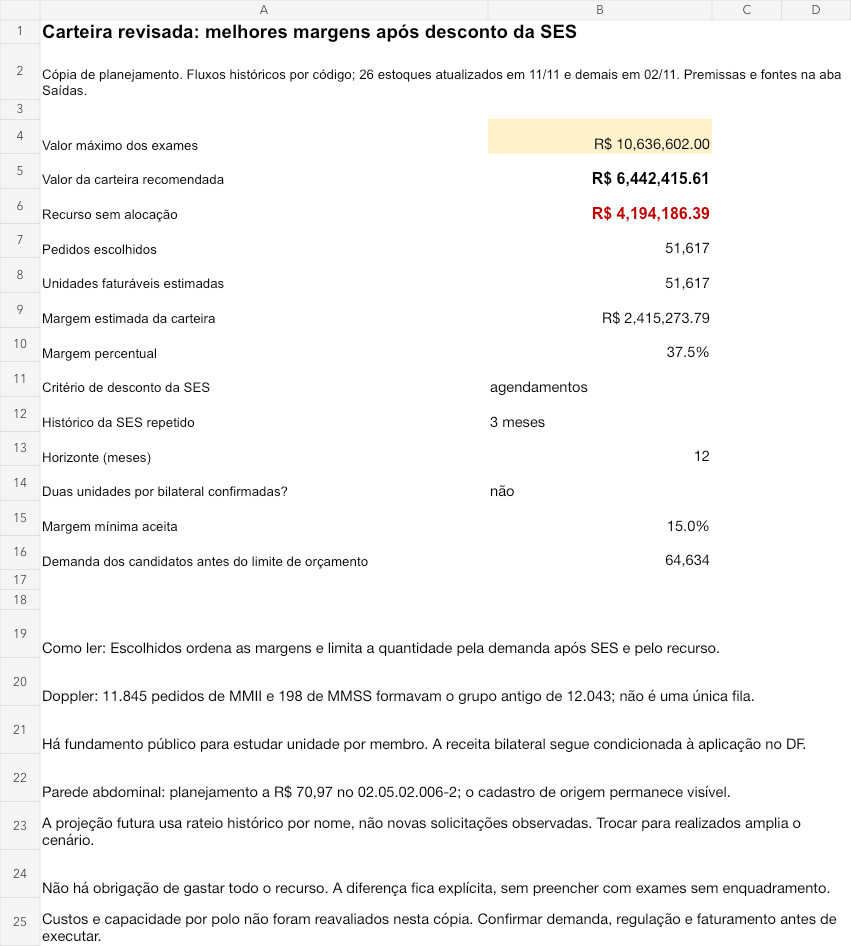 A B C D
1 Carteira revisada: melhores margens após desconto da SES
2 Cópia de planejamento. Fluxos históricos por código; 26 estoques atualizados em 11/11 e demais em 02/11. Premissas e fontes na aba
Saídas.
3
4 Valor máximo dos exames R$ 10,636,602.00
5 Valor da carteira recomendada R$ 6,442,415.61
6 Recurso sem alocação R$ 4,194,186.39
7 Pedidos escolhidos 51,617
8 Unidades faturáveis estimadas 51,617
9 Margem estimada da carteira R$ 2,415,273.79
10 Margem percentual 37.5%
11 Critério de desconto da SES agendamentos
12 Histórico da SES repetido 3 meses
13 Horizonte (meses) 12
14 Duas unidades por bilateral confirmadas? não
15 Margem mínima aceita 15.0%
16 Demanda dos candidatos antes do limite de orçamento 64,634
17
18
19 Como ler: Escolhidos ordena as margens e limita a quantidade pela demanda após SES e pelo recurso.
20 Doppler: 11.845 pedidos de MMII e 198 de MMSS formavam o grupo antigo de 12.043; não é uma única fila.
21 Há fundamento público para estudar unidade por membro. A receita bilateral segue condicionada à aplicação no DF.
22 Parede abdominal: planejamento a R$ 70,97 no 02.05.02.006-2; o cadastro de origem permanece visível.
23 A projeção futura usa rateio histórico por nome, não novas solicitações observadas. Trocar para realizados amplia o
cenário.
24 Não há obrigação de gastar todo o recurso. A diferença fica explícita, sem preencher com exames sem enquadramento.
25 Custos e capacidade por polo não foram reavaliados nesta cópia. Confirmar demanda, regulação e faturamento antes de
executar.